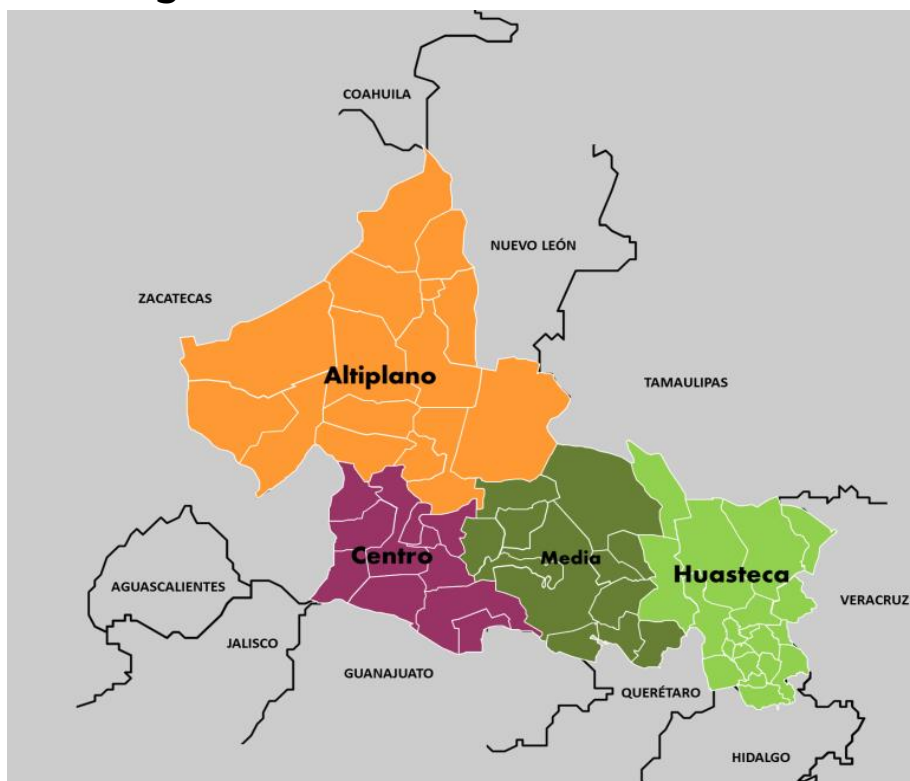 COAHUILA
NUEVO LEÓN
ZACATECAS
Altiplano
TAMAULIPAS
Centro
Media
Huasteca
AGUASCALIENTES
VERACRUZ
JALISCO
GUANAJUATO
QUERÉTARO
HIDALGO